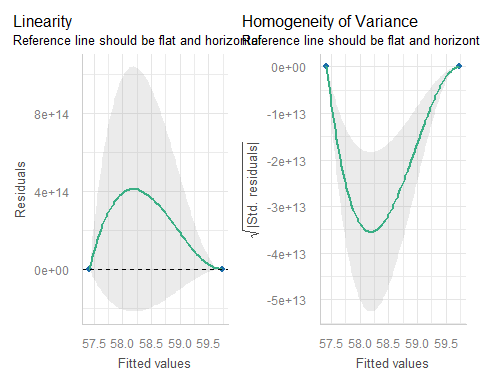 Linearity
Reference line should be flat and horizontal
Residuals
8e+14
4e+14
0e+00
57.5 58.0 58.5 59.0 59.5
Fitted values
Homogeneity of Variance
Reference line should be flat and horizont
√|Std. residuals|
0e+00
-1e+13
-2e+13
-3e+13
-4e+13
-5e+13
57.5 58.0 58.5 59.0 59.5
Fitted values